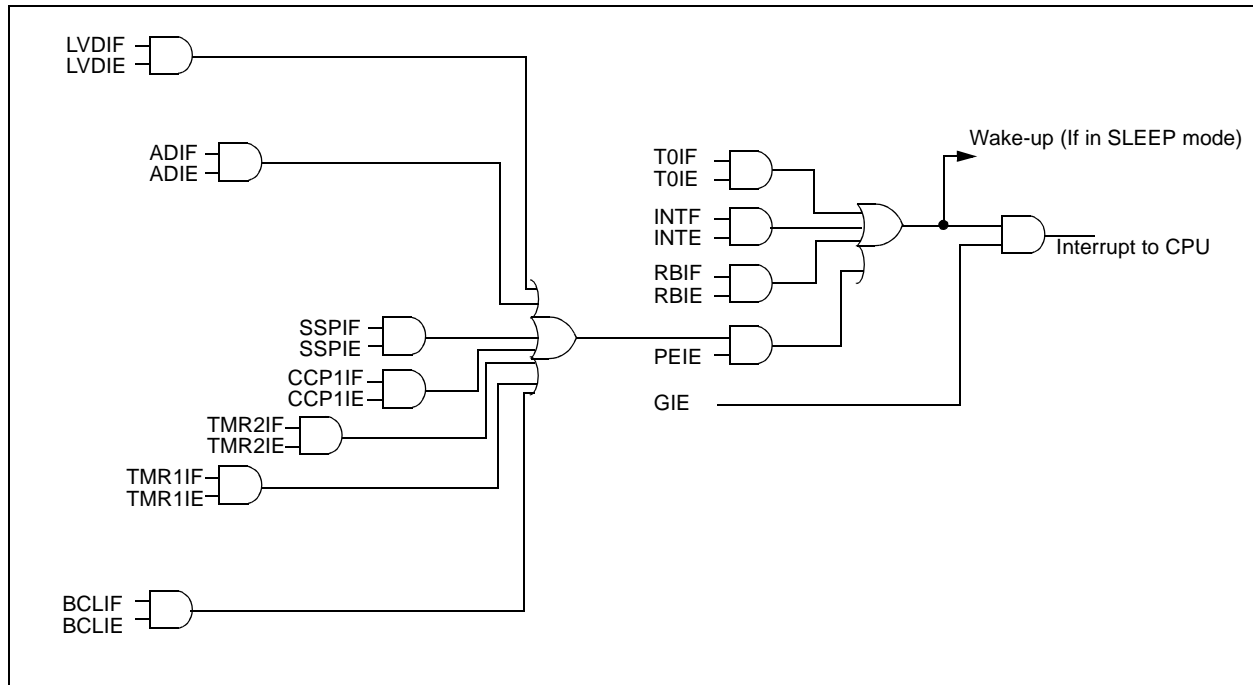 LVDIF
LVDIE
ADIF
ADIE
SSPIF
SSPIE
CCP1IF
CCP1IE
TMR2IF
TMR2IE
TMR1IF
TMR1IE
BCLIF
BCLIE
T0IF
T0IE
INTF
INTE
RBIF
RBIE
PEIE
GIE
Wake-up (If in SLEEP mode)
Interrupt to CPU